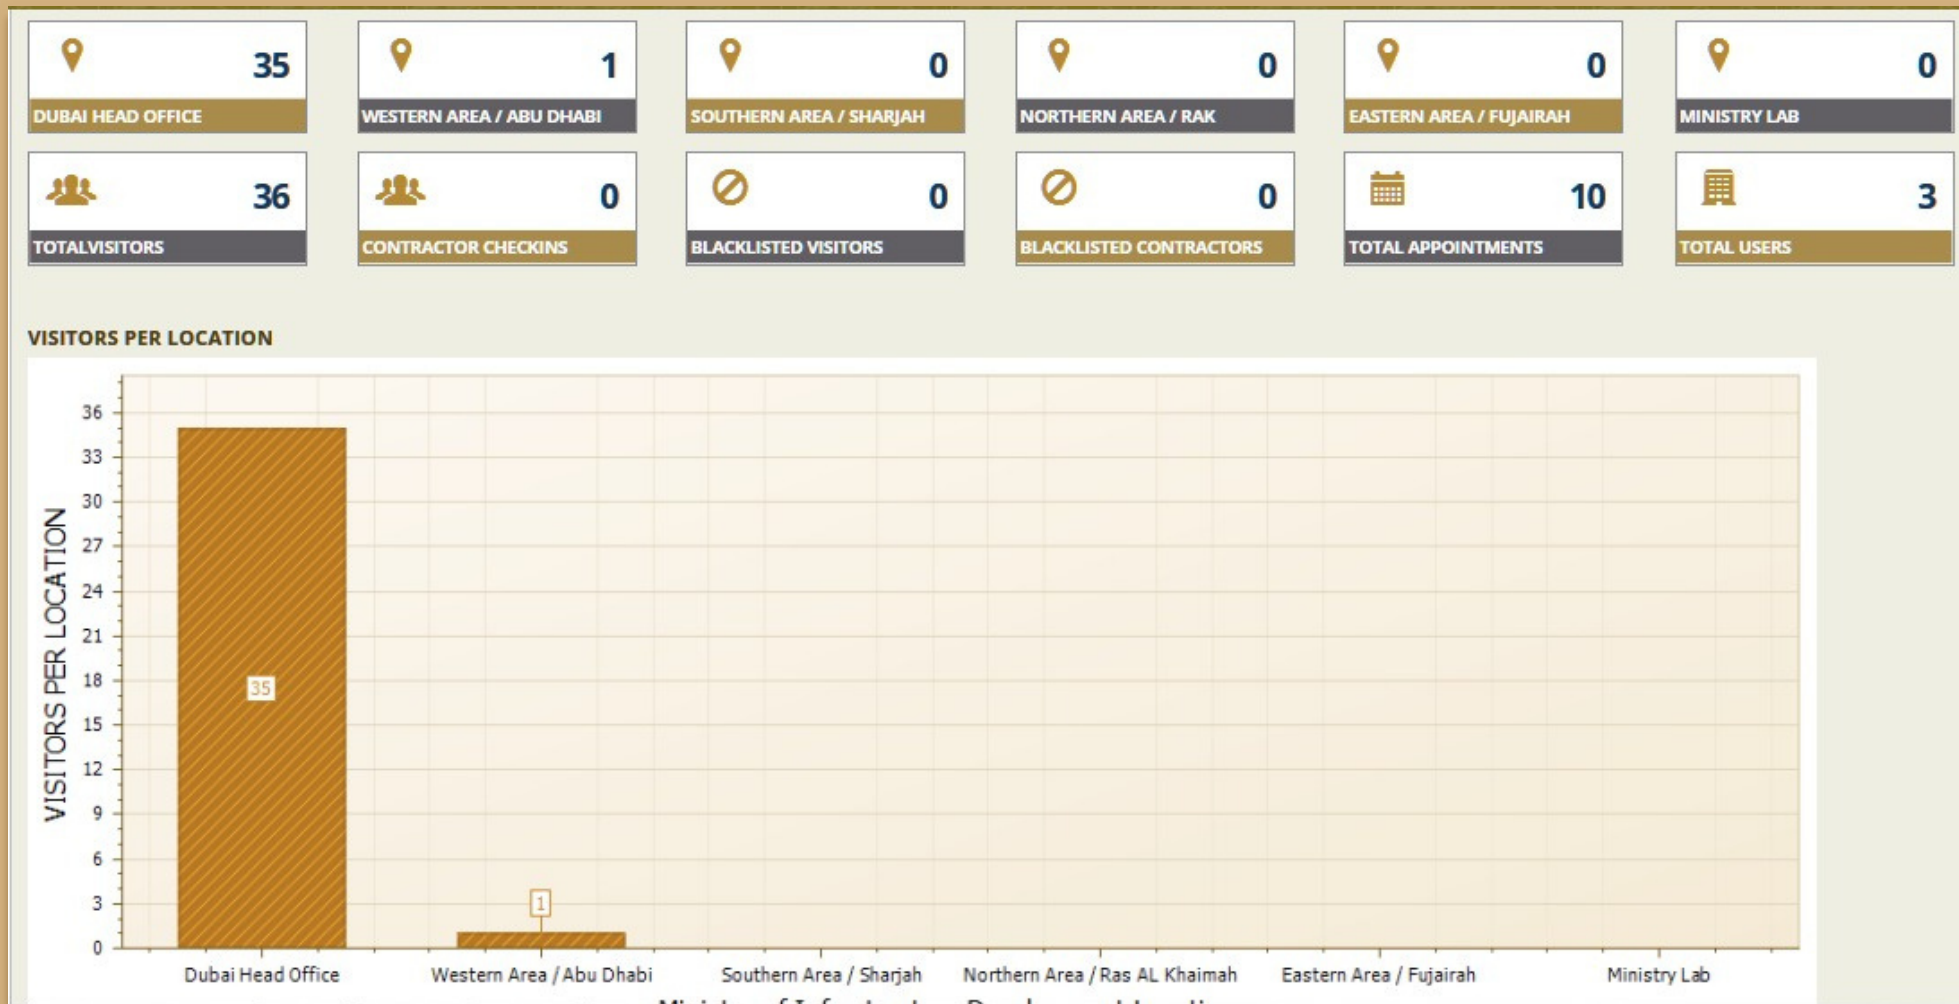 35 1 0 0 0 0
DUBAI HEAD OFFICE WESTERN AREA / ABU DHABI SOUTHERN AREA / SHARJAH NORTHERN AREA / RAK EASTERN AREA / FUJAIRAH MINISTRY LAB
36 0 0 0 10 3
TOTALVISITORS CONTRACTOR CHECKINS BLACKLISTED VISITORS BLACKLISTED CONTRACTORS TOTAL APPOINTMENTS TOTAL USERS
VISITORS PER LOCATION
VISITORS PER LOCATION
36
33
30
27
24
21
18
15
12
9
6
3
0
35
1
Dubai Head Office Western Area / Abu Dhabi Southern Area / Sharjah Northern Area / Ras AL Khaimah Eastern Area / Fujairah Ministry Lab